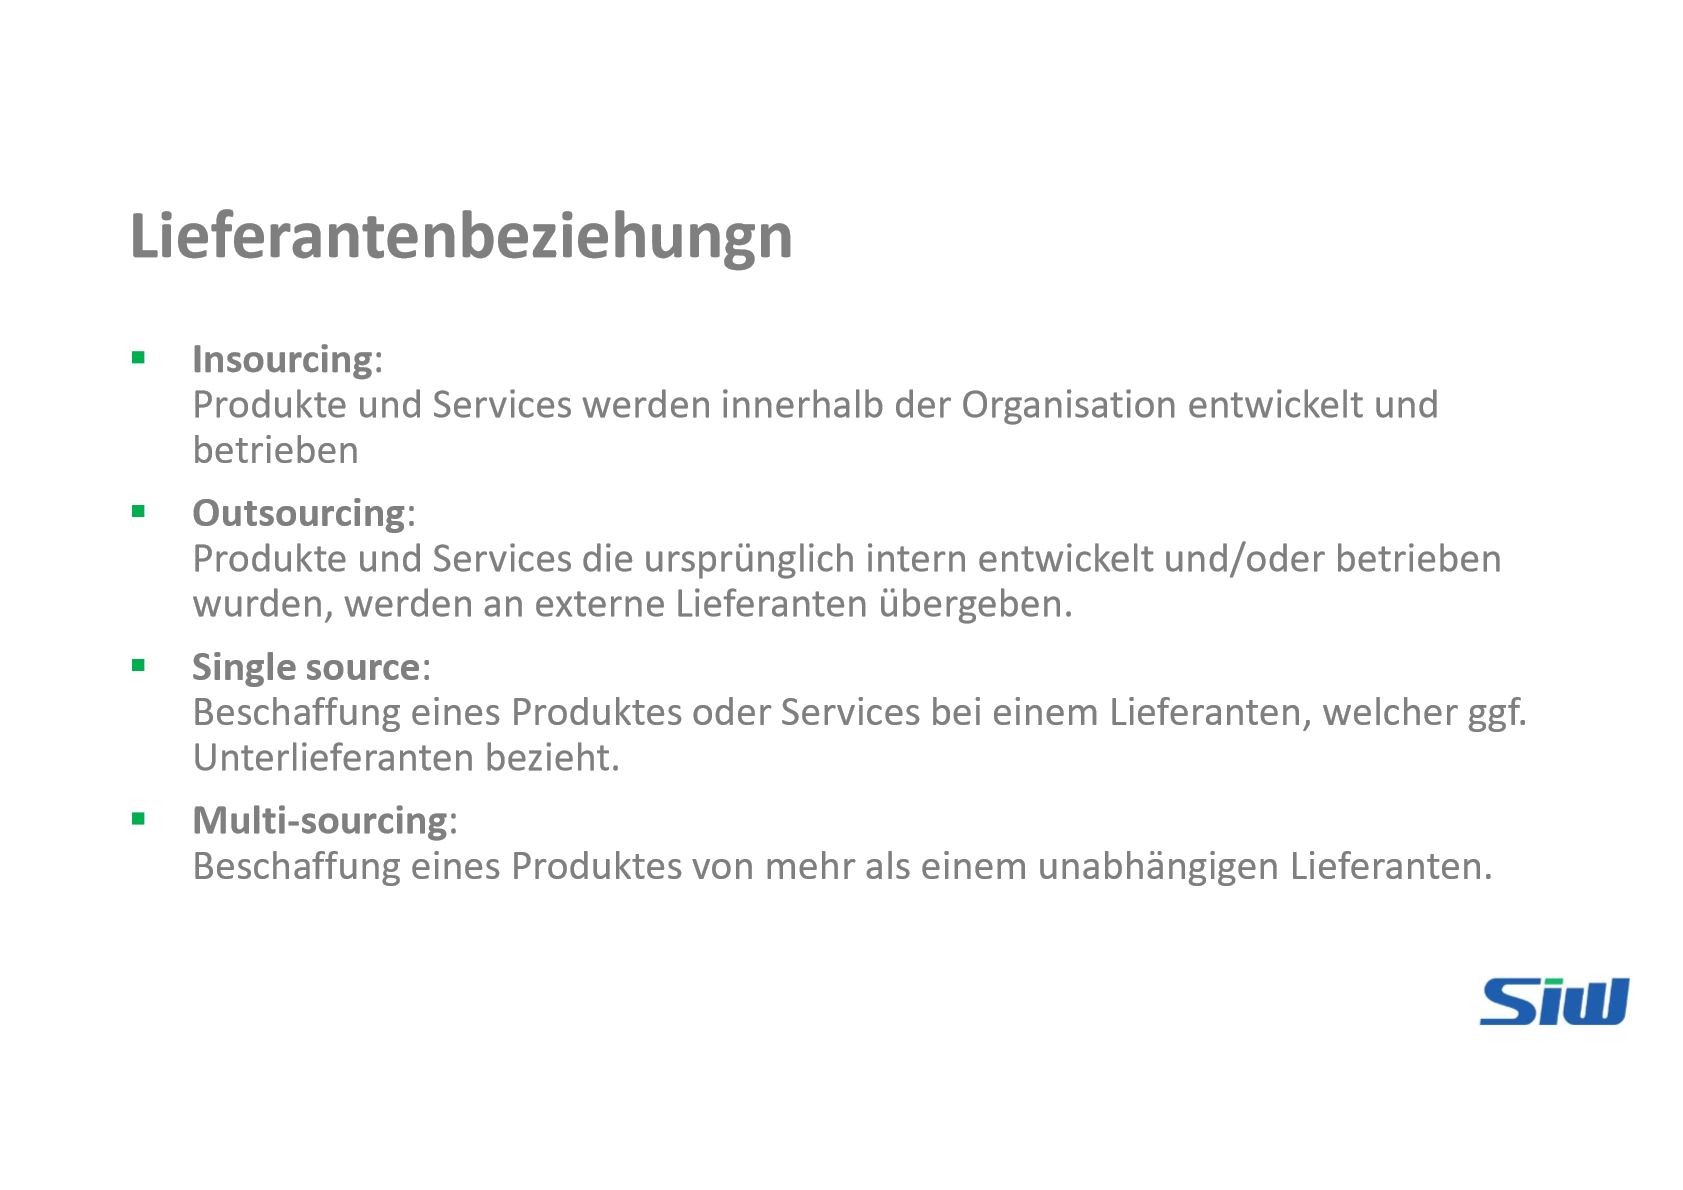 Lieferantenbeziehungn
Insourcing:
Produkte und Services werden innerhalb der Organisation entwickelt und
betrieben
Outsourcing:
Produkte und Services die ursprünglich intern entwickelt und/oder betrieben
wurden, werden an externe Lieferanten übergeben.
Single source:
Beschaffung eines Produktes oder Services bei einem Lieferanten, welcher ggf.
Unterlieferanten bezieht.
Multi-sourcing:
Beschaffung eines Produktes von mehr als einem unabhängigen Lieferanten.
Siw